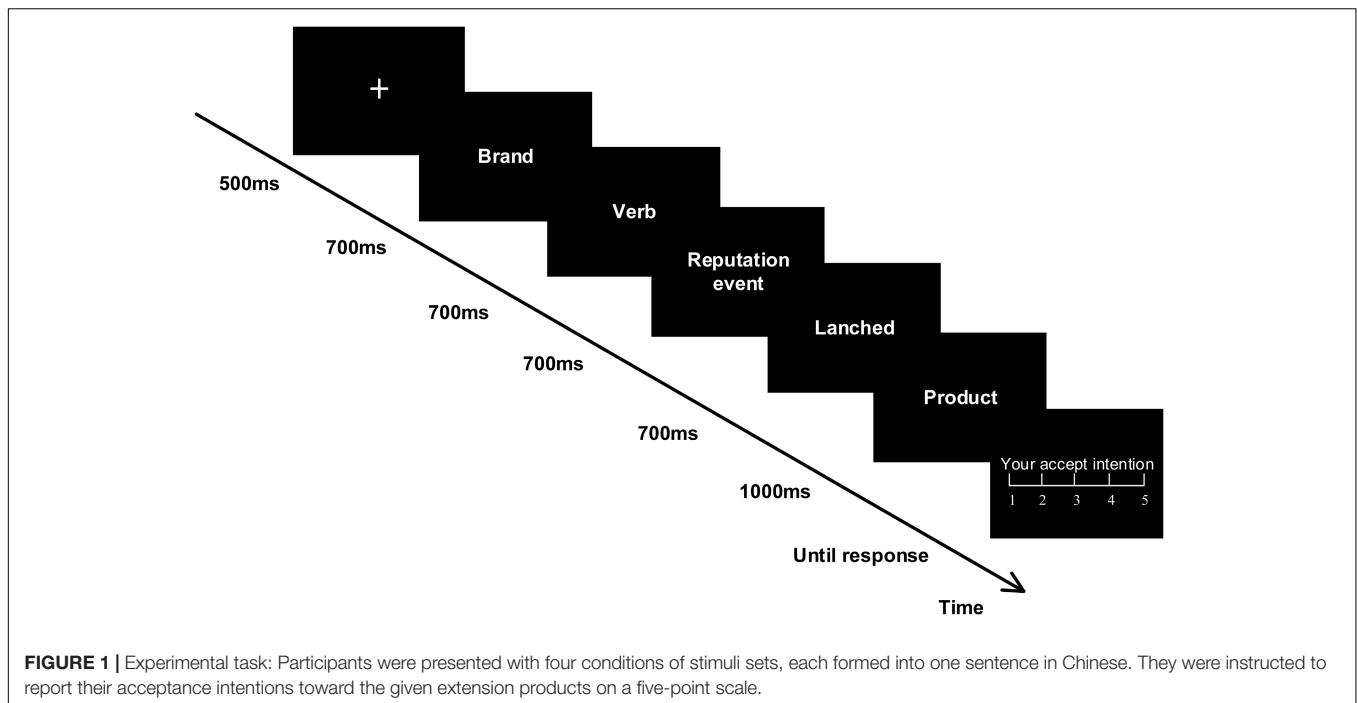 +
Brand
Verb
Reputation
event
Lanched
Product
Your accept intention
1 2 3 4 5
500ms
700ms
700ms
700ms
700ms
1000ms
Until response
Time
FIGURE 1 | Experimental task: Participants were presented with four conditions of stimuli sets, each formed into one sentence in Chinese. They were instructed to
report their acceptance intentions toward the given extension products on a five-point scale.